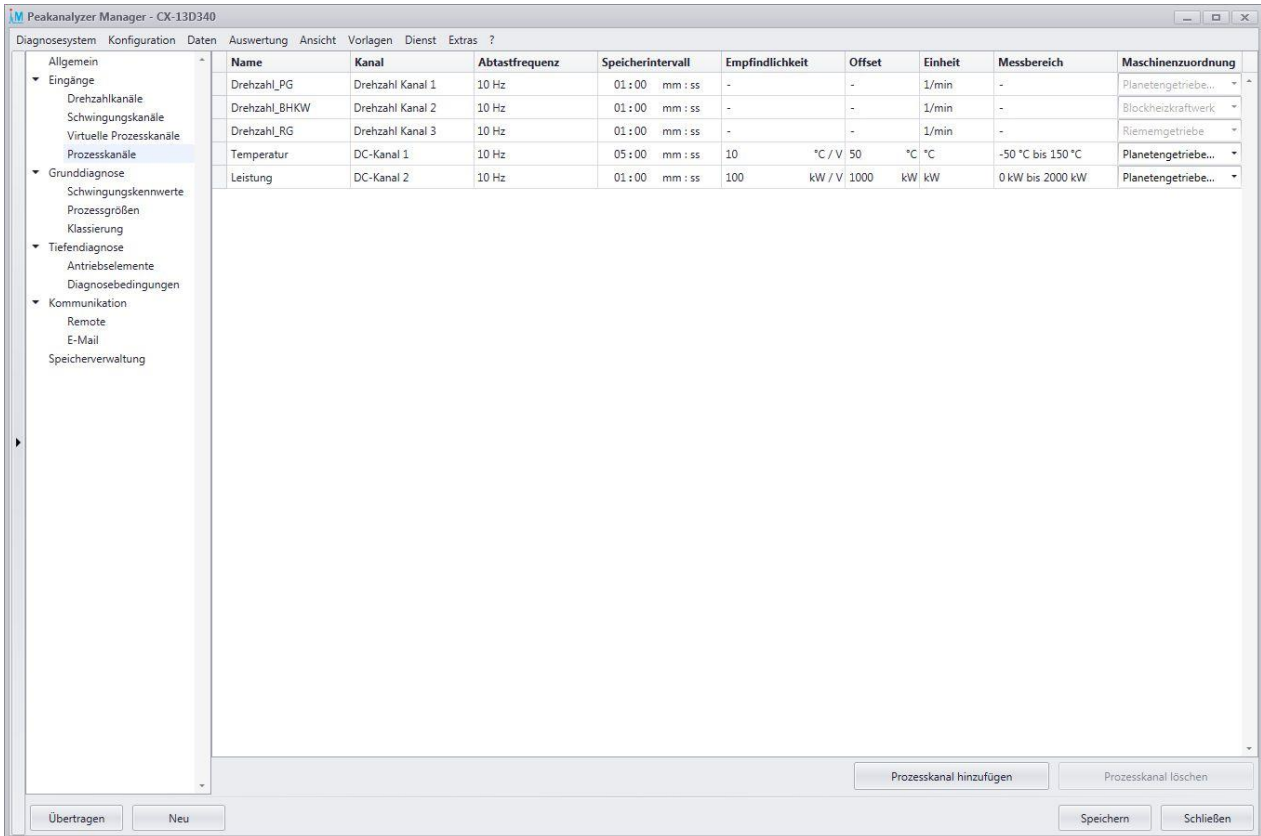 Peakanalyzer Manager - CX-13D340
Diagnosesystem Konfiguration Daten Auswertung Ansicht Vorlagen Dienst Extras ?
Allgemein
Eingänge
Drehzahlkanäle
Schwingungskanäle
Virtuelle Prozesskanäle
Prozesskanäle
Grunddiagnose
Schwingungskennwerte
Prozessgrößen
Klassierung
Tiefendiagnose
Antriebselemente
Diagnosebedingungen
Kommunikation
Remote
E-Mail
Speicherverwaltung
Name Kanal Abtastfrequenz Speicherintervall Empfindlichkeit Offset Einheit Messbereich Maschinenzuordnung
Drehzahl_PG Drehzahl Kanal 1 10 Hz 01:00 mm : ss - - 1/min - Planetengetriebe...
Drehzahl_BHKW Drehzahl Kanal 2 10 Hz 01:00 mm : ss - - 1/min - Blockheizkraftwerk
Drehzahl_RG Drehzahl Kanal 3 10 Hz 01:00 mm : ss - - 1/min - Riememgetriebe
Temperatur DC-Kanal 1 10 Hz 05:00 mm : ss 10 °C / V 50 °C °C -50 °C bis 150 °C Planetengetriebe...
Leistung DC-Kanal 2 10 Hz 01:00 mm : ss 100 kW / V 1000 kW kW 0 kW bis 2000 kW Planetengetriebe...
Prozesskanal hinzufügen Prozesskanal löschen
Übertragen Neu Speichern Schließen